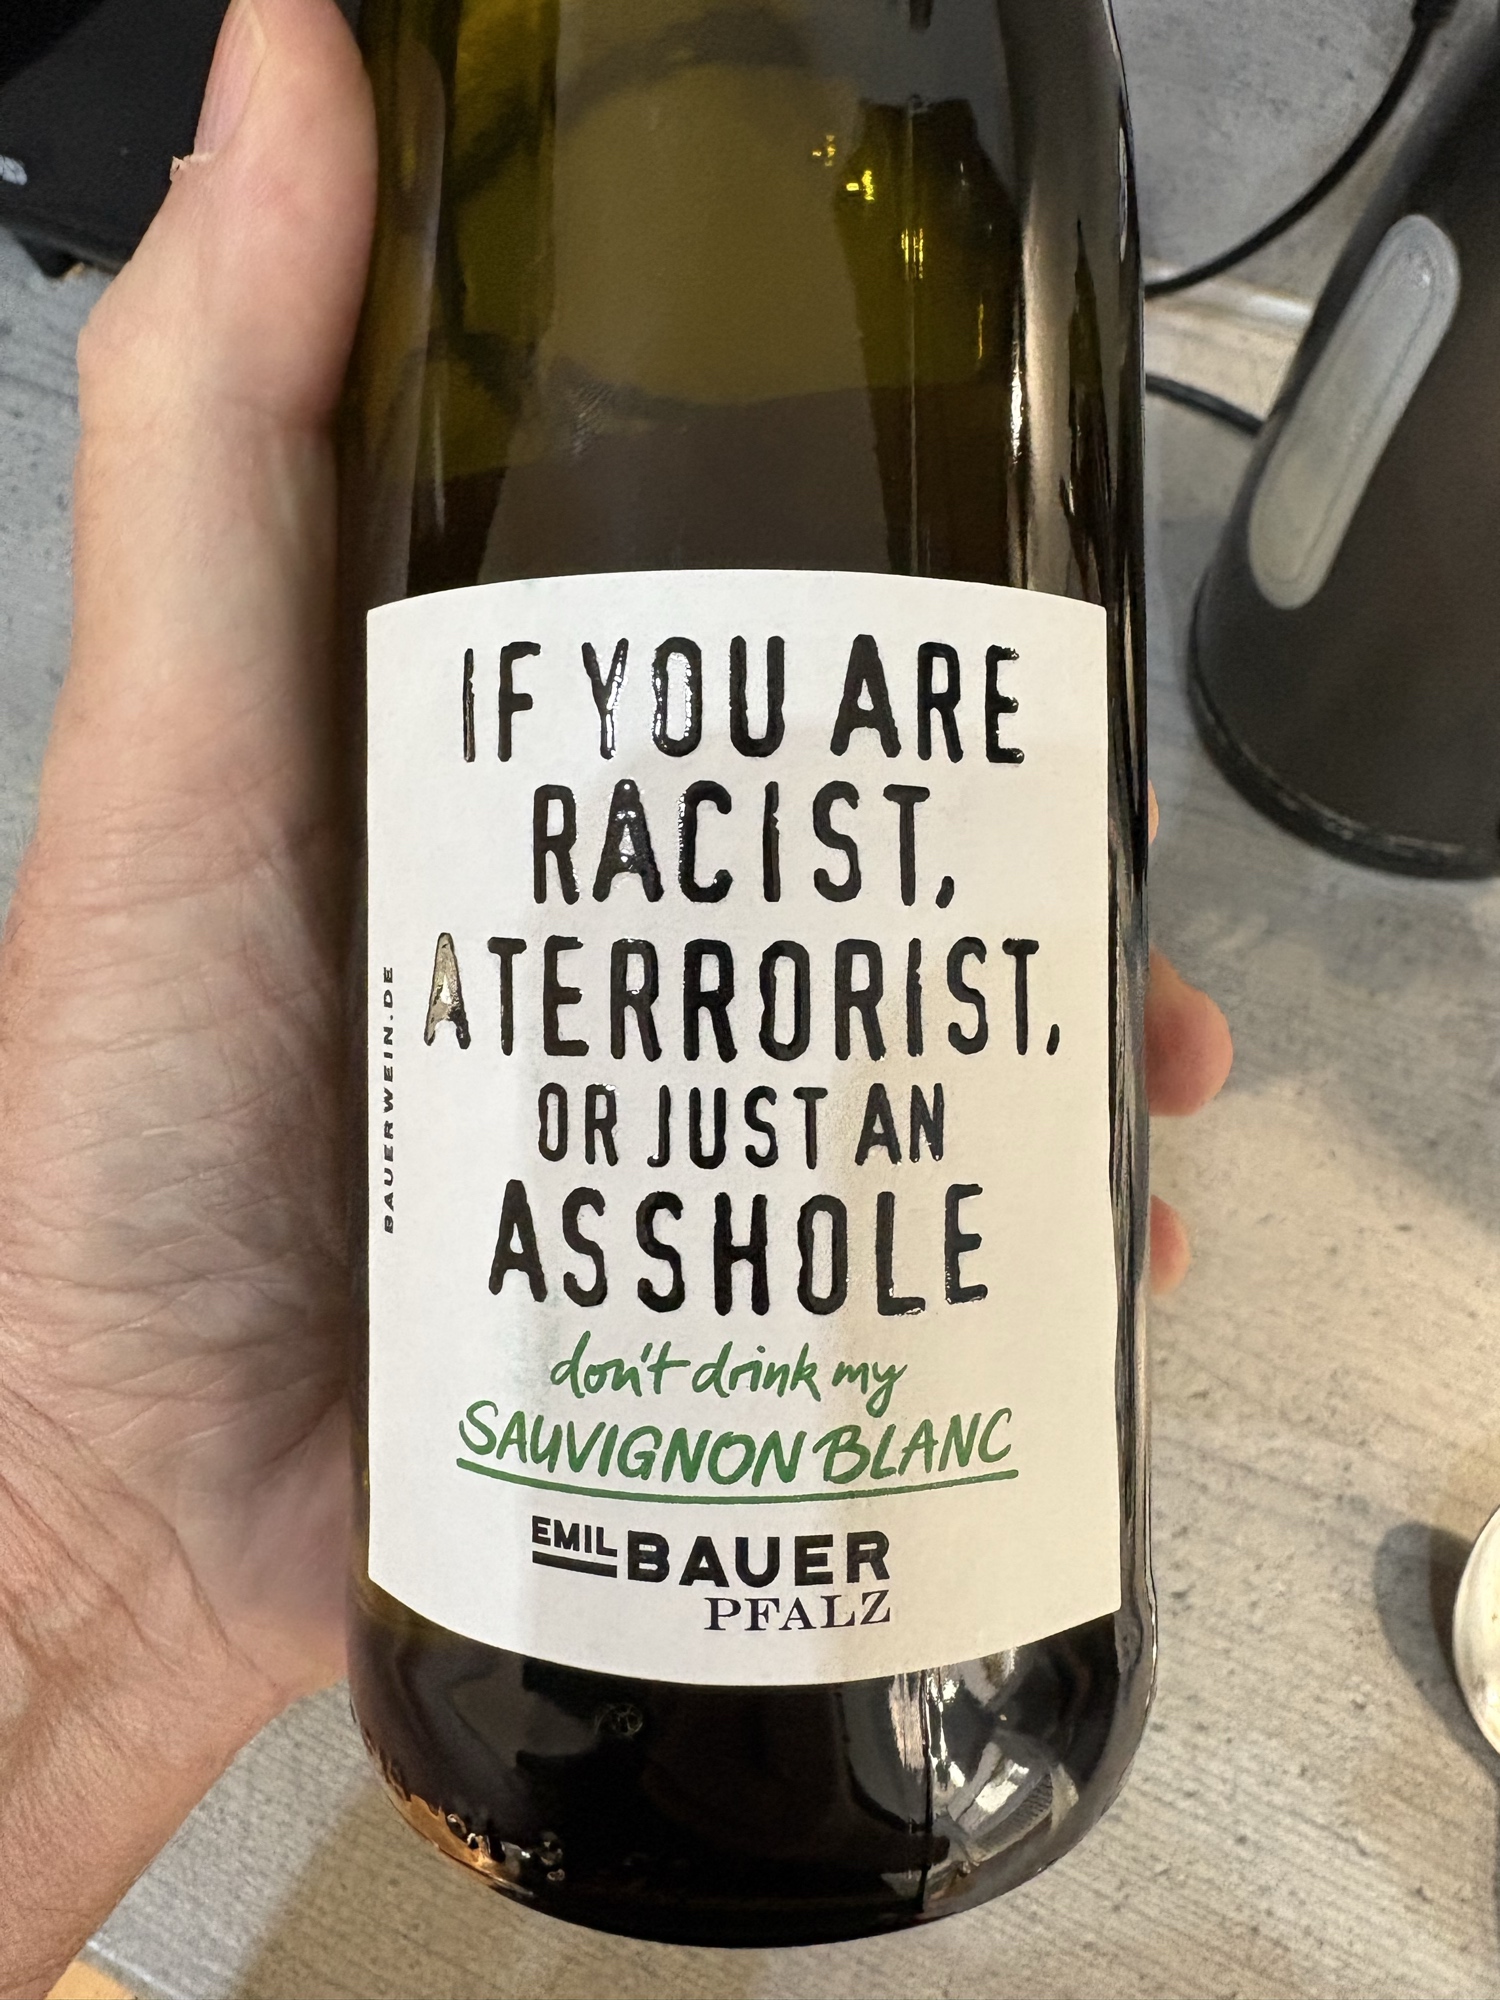 IF YOU ARE
RACIST,
A TERRORIST,
OR JUST AN
ASSHOLE
don't drink my
SAUVIGNON BLANC
EMIL BAUER
PFALZ
BAUERWEIN.DE